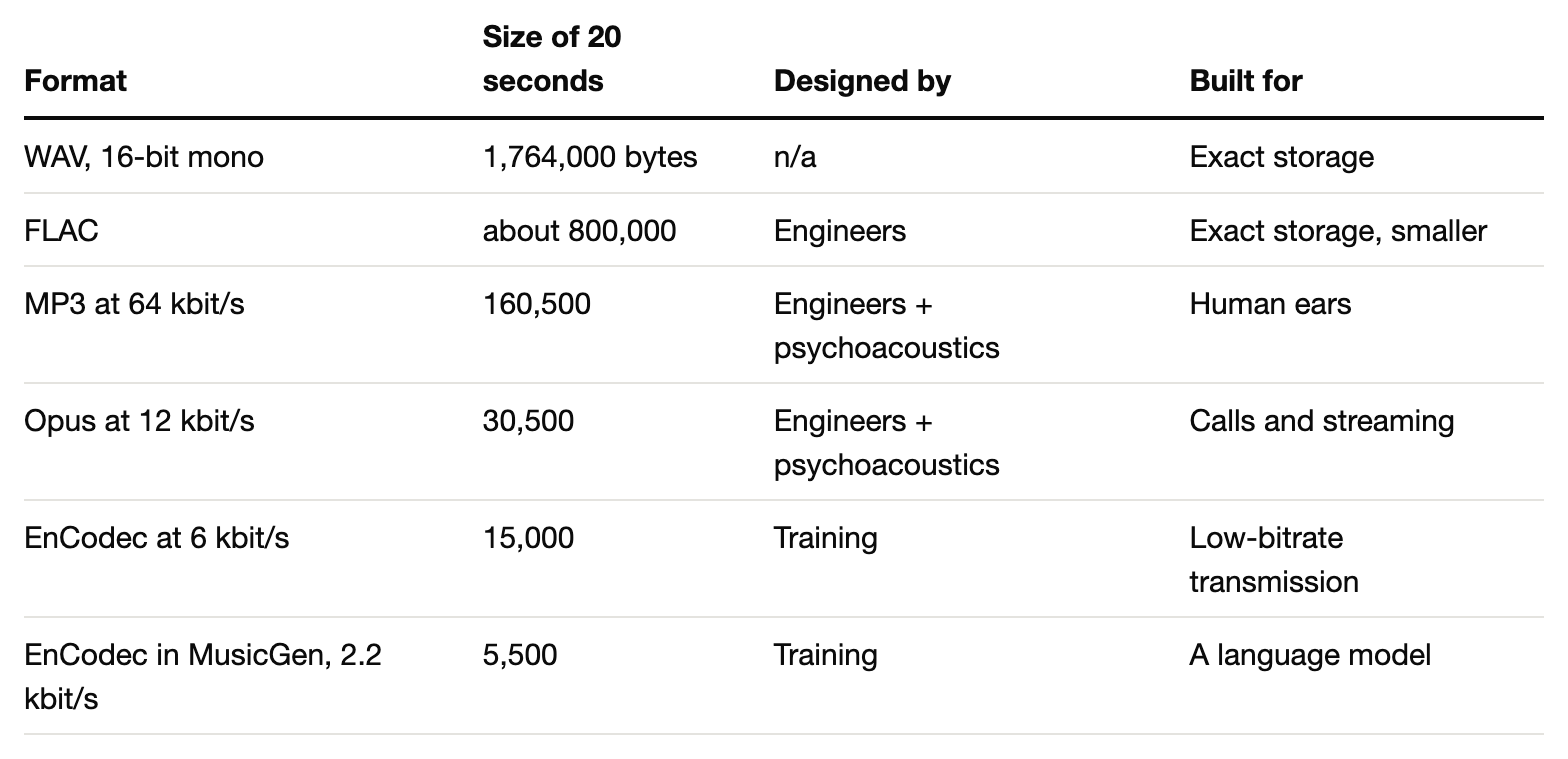 Format	Size of 20 seconds	Designed by	Built for
WAV, 16-bit mono	1,764,000 bytes	n/a	Exact storage
FLAC	about 800,000	Engineers	Exact storage, smaller
MP3 at 64 kbit/s	160,500	Engineers + psychoacoustics	Human ears
Opus at 12 kbit/s	30,500	Engineers + psychoacoustics	Calls and streaming
EnCodec at 6 kbit/s	15,000	Training	Low-bitrate transmission
EnCodec in MusicGen, 2.2 kbit/s	5,500	Training	A language model